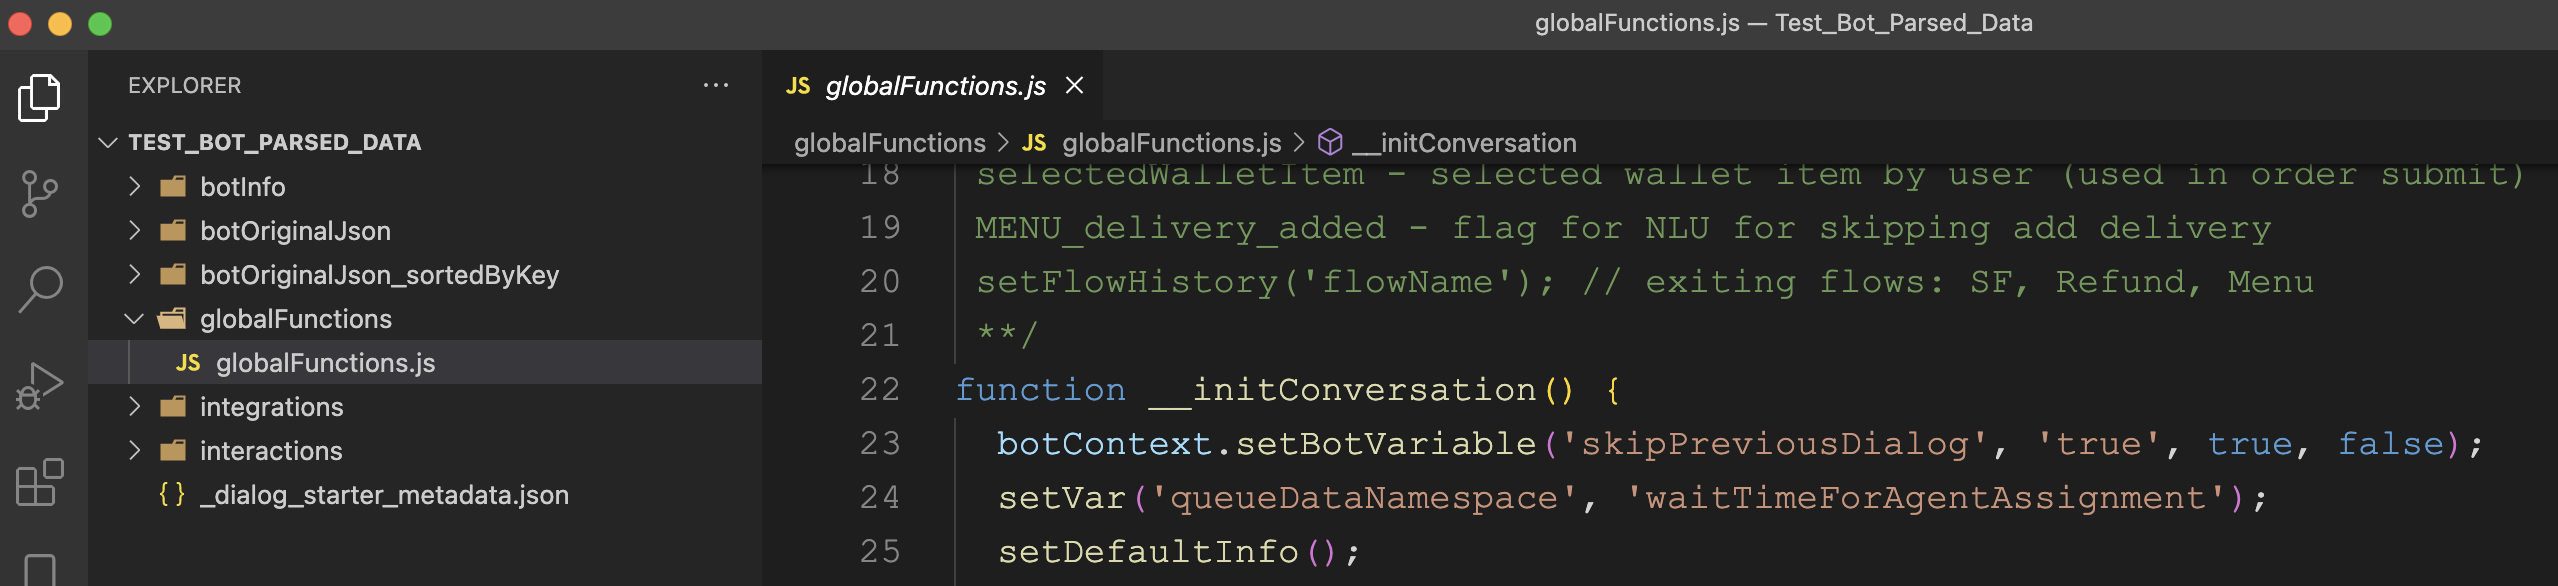 globalFunctions.js — Test_Bot_Parsed_Data
EXPLORER
TEST_BOT_PARSED_DATA
botInfo
botOriginalJson
botOriginalJson_sortedByKey
globalFunctions
JS globalFunctions.js
integrations
interactions
{} _dialog_starter_metadata.json
JS globalFunctions.js
globalFunctions > JS globalFunctions.js > __initConversation
18 selectedWalletItem - selected wallet item by user (used in order submit)
19 MENU_delivery_added - flag for NLU for skipping add delivery
20 setFlowHistory('flowName'); // exiting flows: SF, Refund, Menu
21 **/
22 function __initConversation() {
23 botContext.setBotVariable('skipPreviousDialog', 'true', true, false);
24 setVar('queueDataNamespace', 'waitTimeForAgentAssignment');
25 setDefaultInfo();